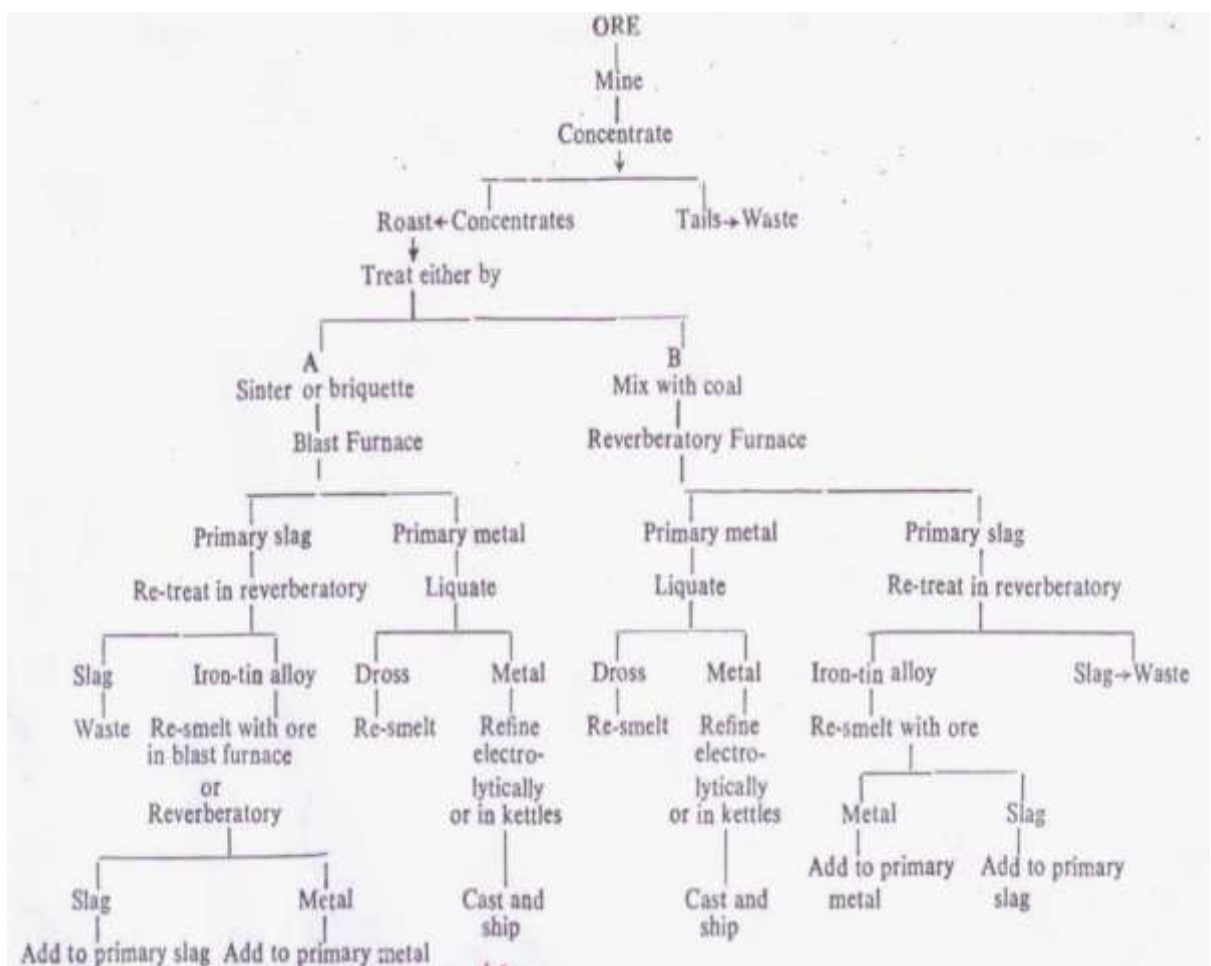 ORE
Mine
Concentrate
Roast←Concentrates
Tails→Waste
Treat either by
A
Sinter or briquette
B
Mix with coal
Blast Furnace
Reverberatory Furnace
Primary slag
Primary metal
Primary metal
Primary slag
Re-treat in reverberatory
Liquate
Liquate
Re-treat in reverberatory
Slag
Iron-tin alloy
Dross
Metal
Dross
Metal
Iron-tin alloy
Slag→Waste
Waste
Re-smelt with ore
in blast furnace
or
Reverberatory
Re-smelt
Refine
electro-
lytically
or in kettles
Re-smelt
Refine
electro-
lytically
or in kettles
Re-smelt with ore
Metal
Slag
Add to primary
metal
Add to primary
slag
Slag
Metal
Cast and
ship
Cast and
ship
Add to primary slag
Add to primary metal